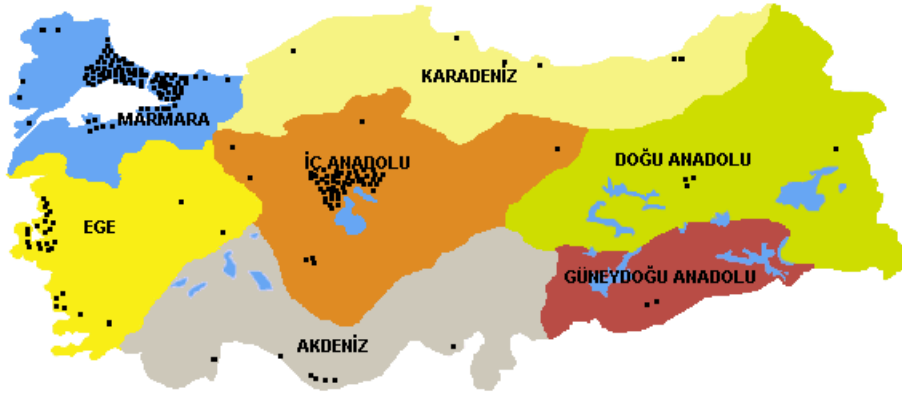 KARADENİZ
MARMARA
İÇ ANADOLU
DOĞU ANADOLU
EGE
GÜNEYDOĞU ANADOLU
AKDENİZ